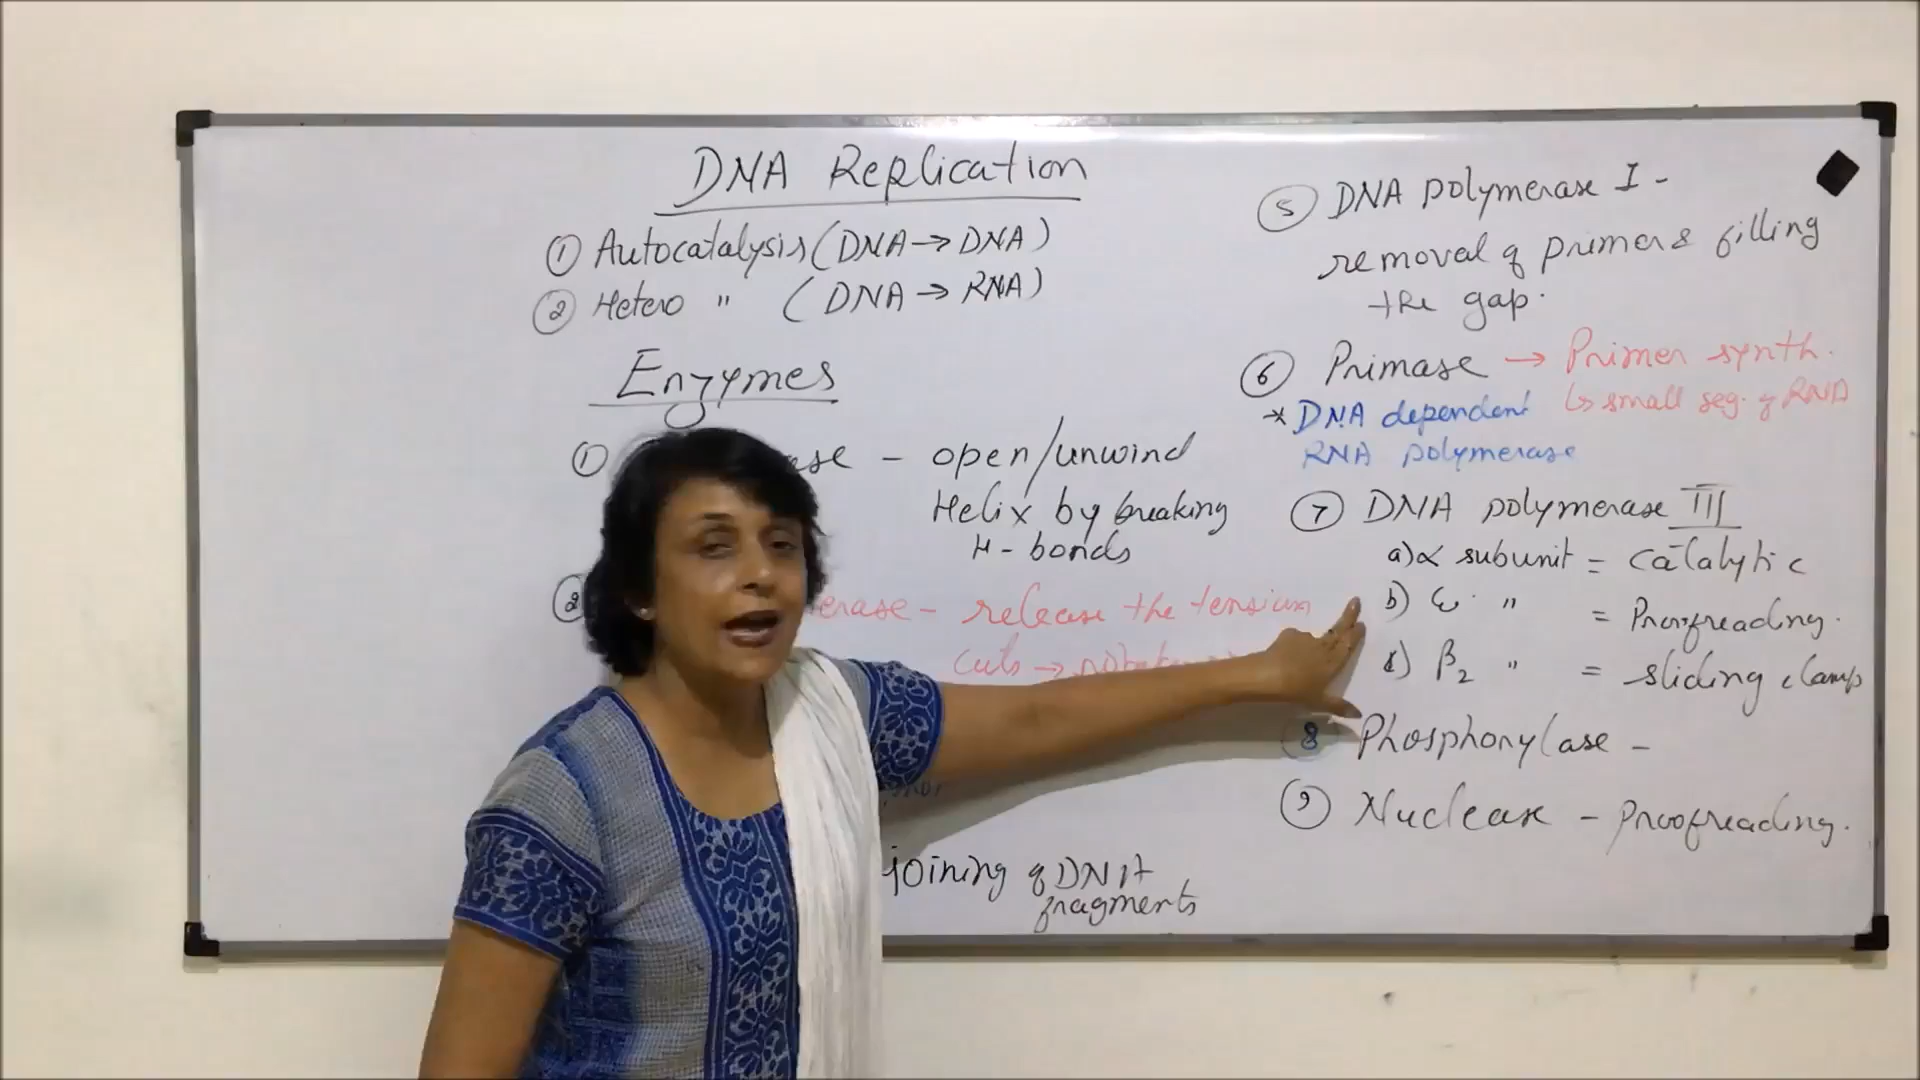 DNA Replication
① Autocatalysis (DNA → DNA)
② Hetero " (DNA → RNA)
Enzymes
① ase - open/unwind
Helix by breaking
H-bonds
② erase - release the tension
cuts →
joining of DNA
fragments
⑤ DNA polymerase I -
removal of primer & filling
the gap.
⑥ Primase → Primer synth.
↳ small seg. of RNA
* DNA dependent
RNA polymerase
⑦ DNA polymerase III
a) α subunit = catalytic
b) ε " = Proofreading.
c) β₂ " = sliding clamp
⑧ Phosphorylase -
⑨ Nuclease - Proofreading.